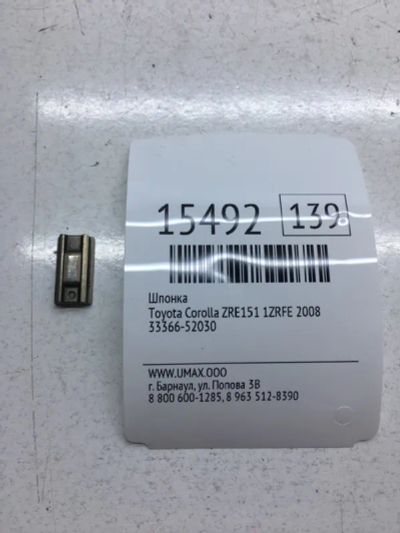 15492 139
Шпонка
Toyota Corolla ZRE151 1ZRFE 2008
33366-52030
WWW.UMAX.OOO
г. Барнаул, ул. Попова 3В
8 800 600-1285, 8 963 512-8390